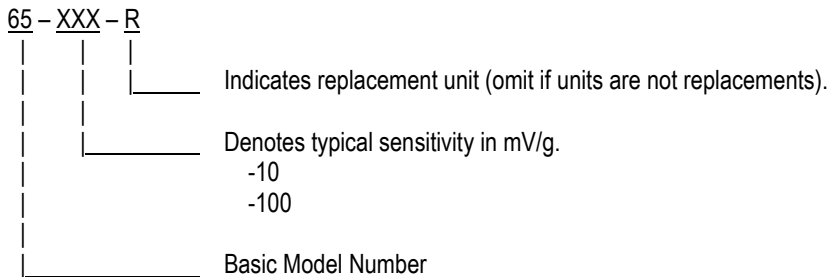 65 – XXX – R
Indicates replacement unit (omit if units are not replacements).
Denotes typical sensitivity in mV/g.
-10
-100
Basic Model Number